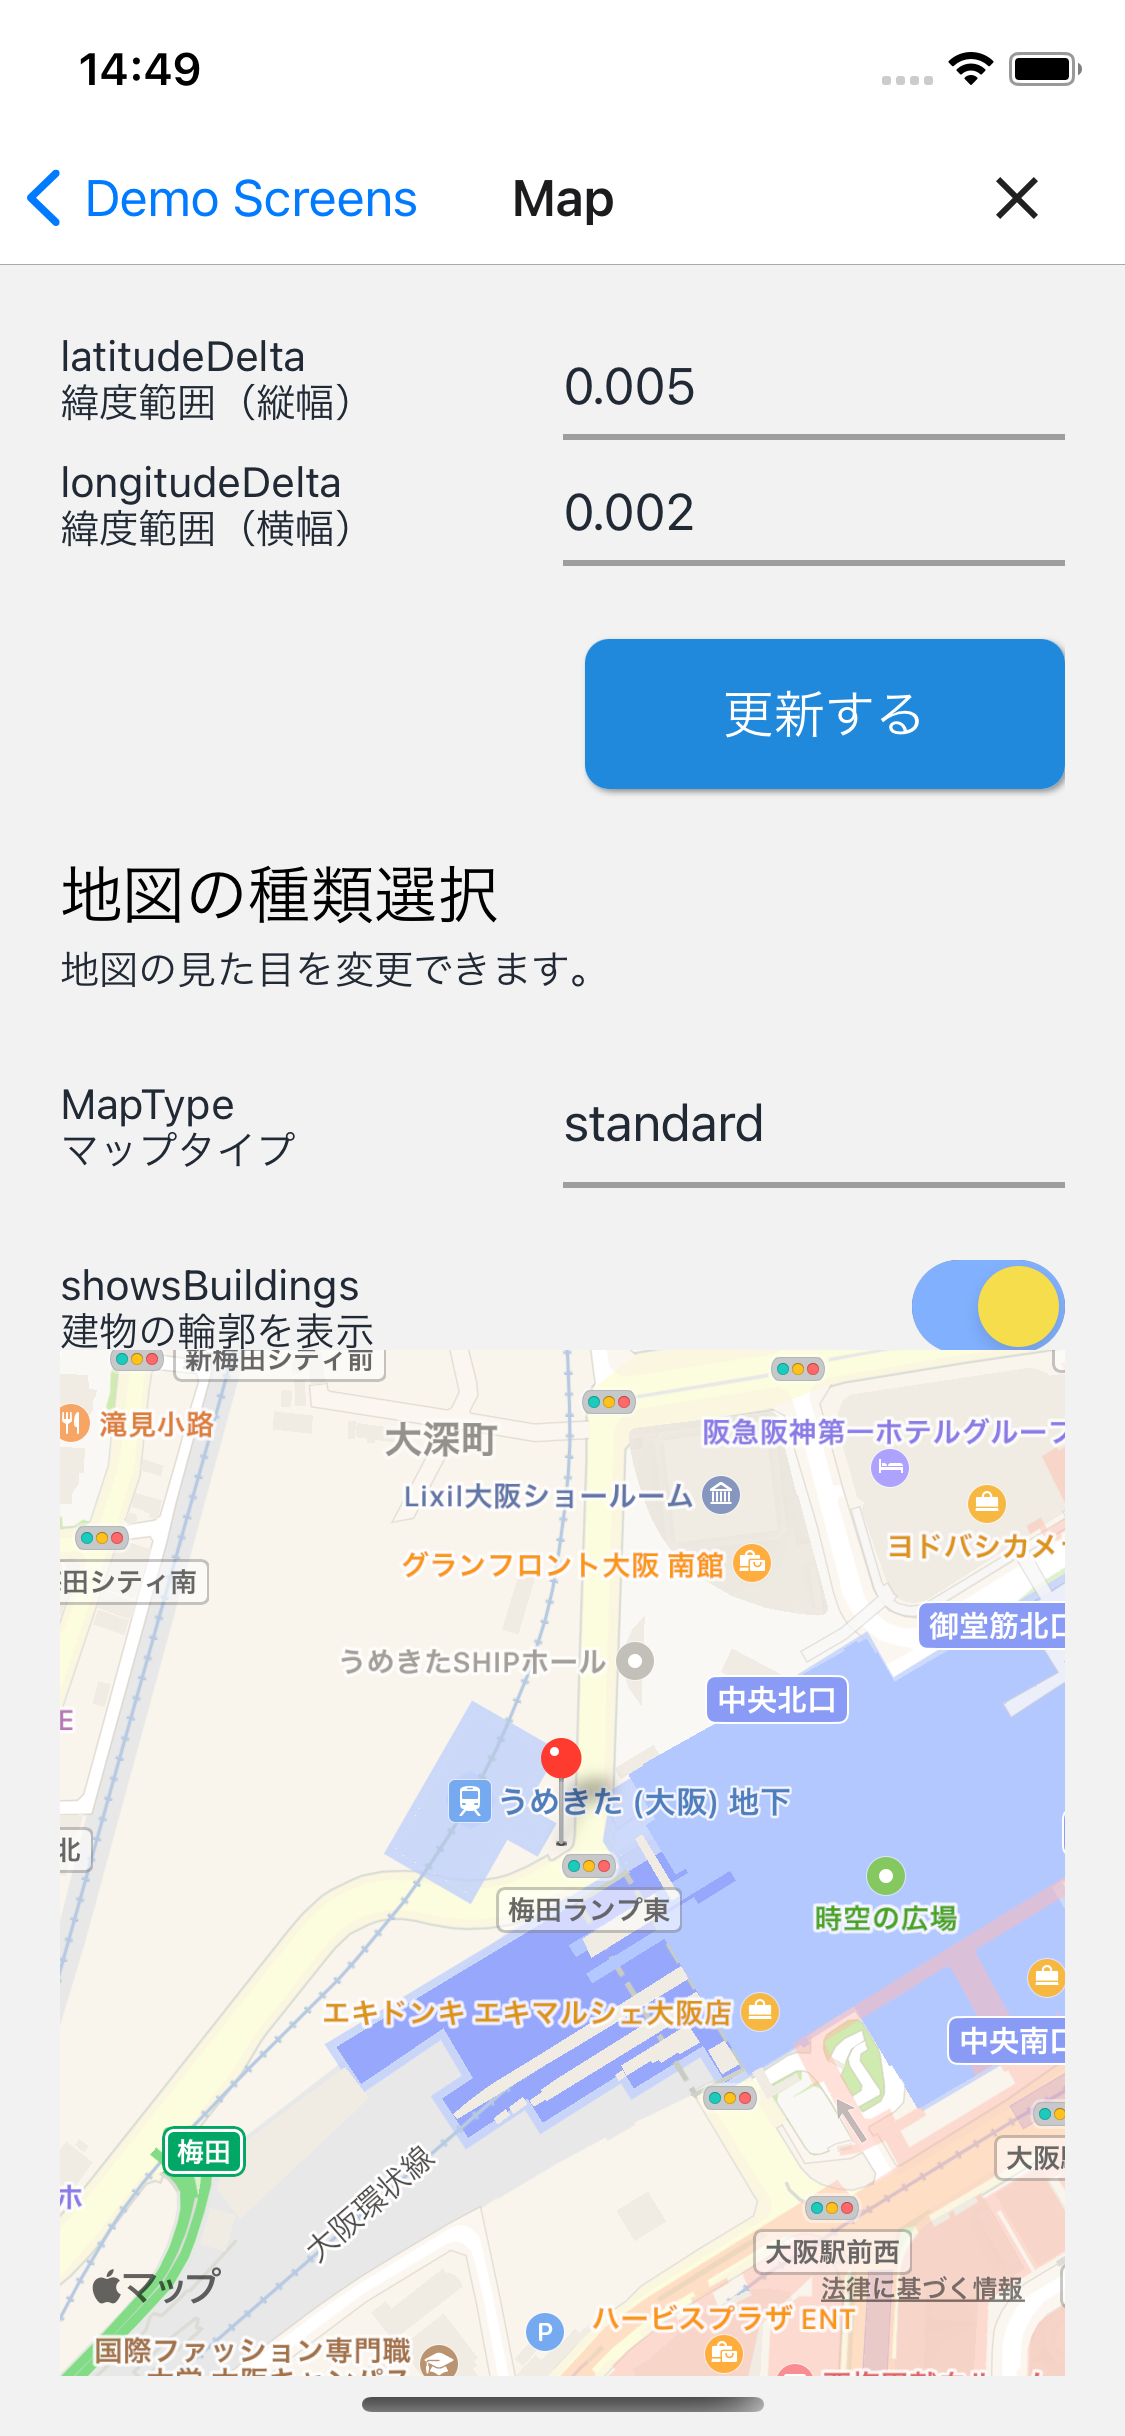 14:49
Demo Screens
Map
latitudeDelta
緯度範囲（縦幅）
0.005
longitudeDelta
緯度範囲（横幅）
0.002
更新する
地図の種類選択
地図の見た目を変更できます。
MapType
マップタイプ
standard
showsBuildings
建物の輪郭を表示
新梅田シティ前
滝見小路
大深町
阪急阪神第一ホテルグループ
Lixil大阪ショールーム
ヨドバシカメ
グランフロント大阪 南館
田シティ南
御堂筋北口
うめきたSHIPホール
中央北口
E
うめきた (大阪) 地下
北
梅田ランプ東
時空の広場
エキドンキ エキマルシェ大阪店
中央南口
梅田
大阪
ホ
大阪環状線
大阪駅前西
マップ
法律に基づく情報
ハービスプラザ ENT
P
国際ファッション専門職